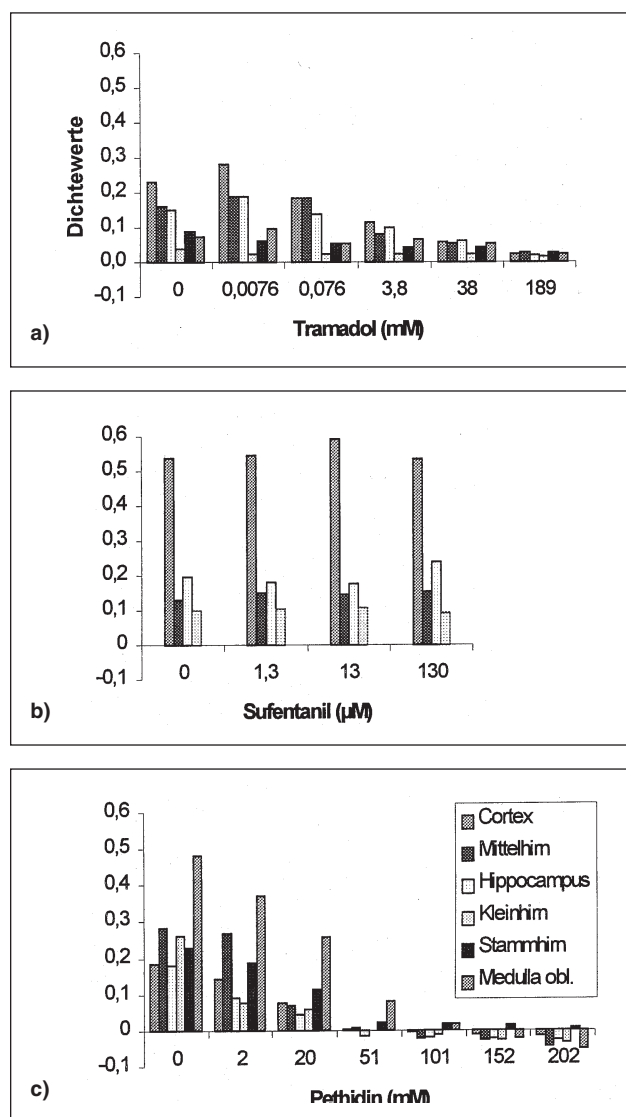 0,6
0,5
0,4
0,3
0,2
0,1
0,0
-0,1
Dichtewerte
0 0,0076 0,076 3,8 38 189
Tramadol (mM)
a)
0,6
0,5
0,4
0,3
0,2
0,1
0
-0,1
0 1,3 13 130
Sufentanil (µM)
b)
0,6
0,5
0,4
0,3
0,2
0,1
0
-0,1
Cortex
Mittelhirn
Hippocampus
Kleinhirn
Stammhirn
Medulla obl.
0 2 20 51 101 152 202
Pethidin (mM)
c)